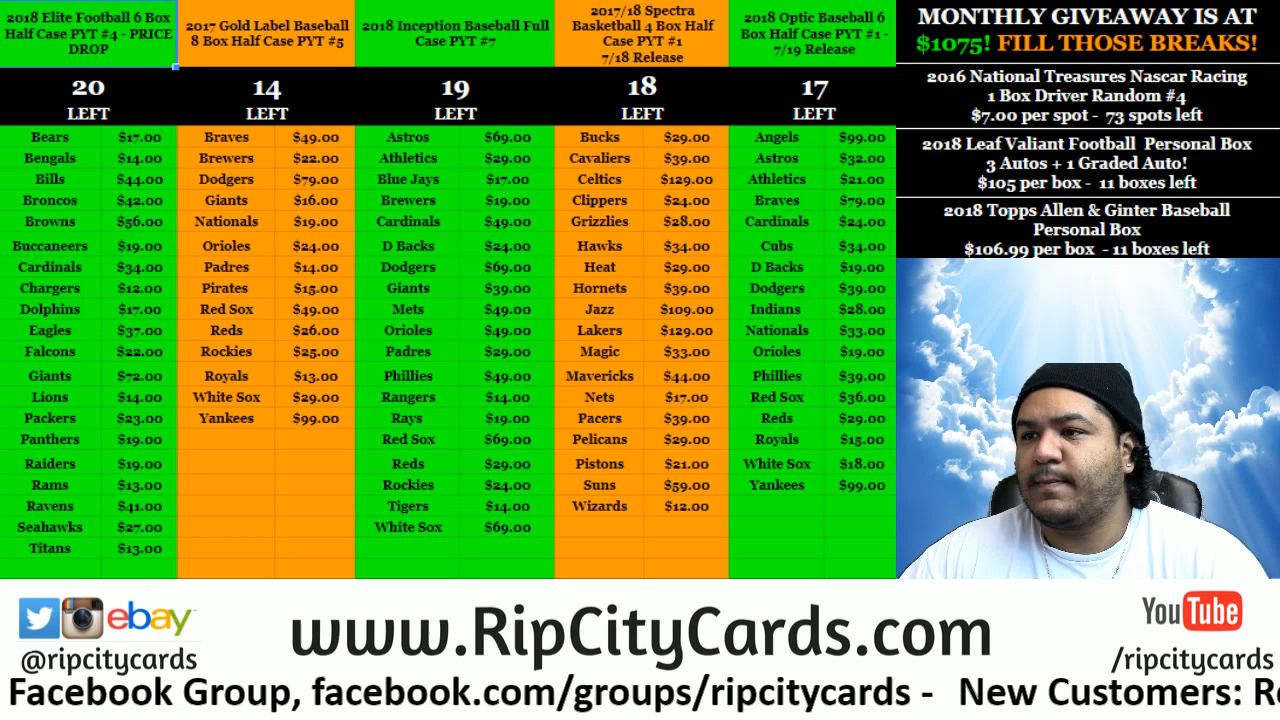 2018 Elite Football 6 Box
Half Case PYT #4 - PRICE
DROP
20
LEFT
Bears $17.00
Bengals $14.00
Bills $44.00
Broncos $42.00
Browns $56.00
Buccaneers $19.00
Cardinals $34.00
Chargers $12.00
Dolphins $17.00
Eagles $37.00
Falcons $22.00
Giants $72.00
Lions $14.00
Packers $23.00
Panthers $19.00
Raiders $19.00
Rams $13.00
Ravens $41.00
Seahawks $27.00
Titans $13.00
2017 Gold Label Baseball
8 Box Half Case PYT #5
14
LEFT
Braves $49.00
Brewers $22.00
Dodgers $79.00
Giants $16.00
Nationals $19.00
Orioles $24.00
Padres $14.00
Pirates $15.00
Red Sox $49.00
Reds $26.00
Rockies $25.00
Royals $13.00
White Sox $29.00
Yankees $99.00
2018 Inception Baseball Full
Case PYT #7
19
LEFT
Astros $69.00
Athletics $29.00
Blue Jays $17.00
Brewers $19.00
Cardinals $49.00
D Backs $24.00
Dodgers $69.00
Giants $39.00
Mets $49.00
Orioles $49.00
Padres $29.00
Phillies $49.00
Rangers $14.00
Rays $19.00
Red Sox $69.00
Reds $29.00
Rockies $24.00
Tigers $14.00
White Sox $69.00
2017/18 Spectra
Basketball 4 Box Half
Case PYT #1
7/18 Release
18
LEFT
Bucks $29.00
Cavaliers $39.00
Celtics $129.00
Clippers $24.00
Grizzlies $28.00
Hawks $34.00
Heat $29.00
Hornets $39.00
Jazz $109.00
Lakers $129.00
Magic $33.00
Mavericks $44.00
Nets $17.00
Pacers $39.00
Pelicans $29.00
Pistons $21.00
Suns $59.00
Wizards $12.00
2018 Optic Baseball 6
Box Half Case PYT #1 -
7/19 Release
17
LEFT
Angels $99.00
Astros $32.00
Athletics $21.00
Braves $79.00
Cardinals $24.00
Cubs $34.00
D Backs $19.00
Dodgers $39.00
Indians $28.00
Nationals $33.00
Orioles $19.00
Phillies $39.00
Red Sox $36.00
Reds $29.00
Royals $15.00
White Sox $18.00
Yankees $99.00
MONTHLY GIVEAWAY IS AT
$1075! FILL THOSE BREAKS!
2016 National Treasures Nascar Racing
1 Box Driver Random #4
$7.00 per spot - 73 spots left
2018 Leaf Valiant Football Personal Box
3 Autos + 1 Graded Auto!
$105 per box - 11 boxes left
2018 Topps Allen & Ginter Baseball
Personal Box
$106.99 per box - 11 boxes left
ebay
@ripcitycards
www.RipCityCards.com
YouTube
/ripcitycards
Facebook Group, facebook.com/groups/ripcitycards - New Customers: